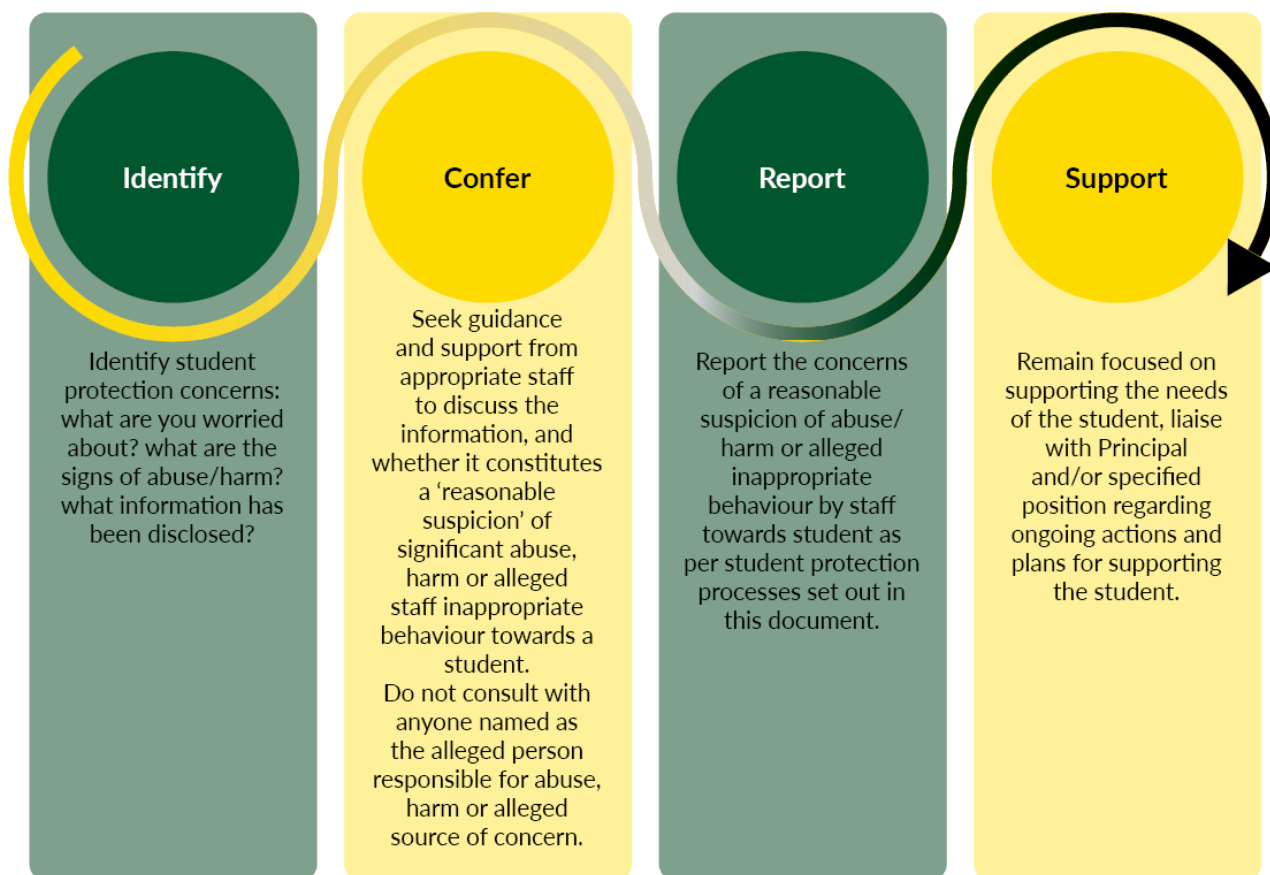 Identify
Identify student
protection concerns:
what are you worried
about? what are the
signs of abuse/harm?
what information has
been disclosed?
Confer
Seek guidance
and support from
appropriate staff
to discuss the
information, and
whether it constitutes
a ‘reasonable
suspicion’ of
significant abuse,
harm or alleged
staff inappropriate
behaviour towards a
student.
Do not consult with
anyone named as
the alleged person
responsible for abuse,
harm or alleged
source of concern.
Report
Report the concerns
of a reasonable
suspicion of abuse/
harm or alleged
inappropriate
behaviour by staff
towards student as
per student protection
processes set out in
this document.
Support
Remain focused on
supporting the needs
of the student, liaise
with Principal
and/or specified
position regarding
ongoing actions and
plans for supporting
the student.